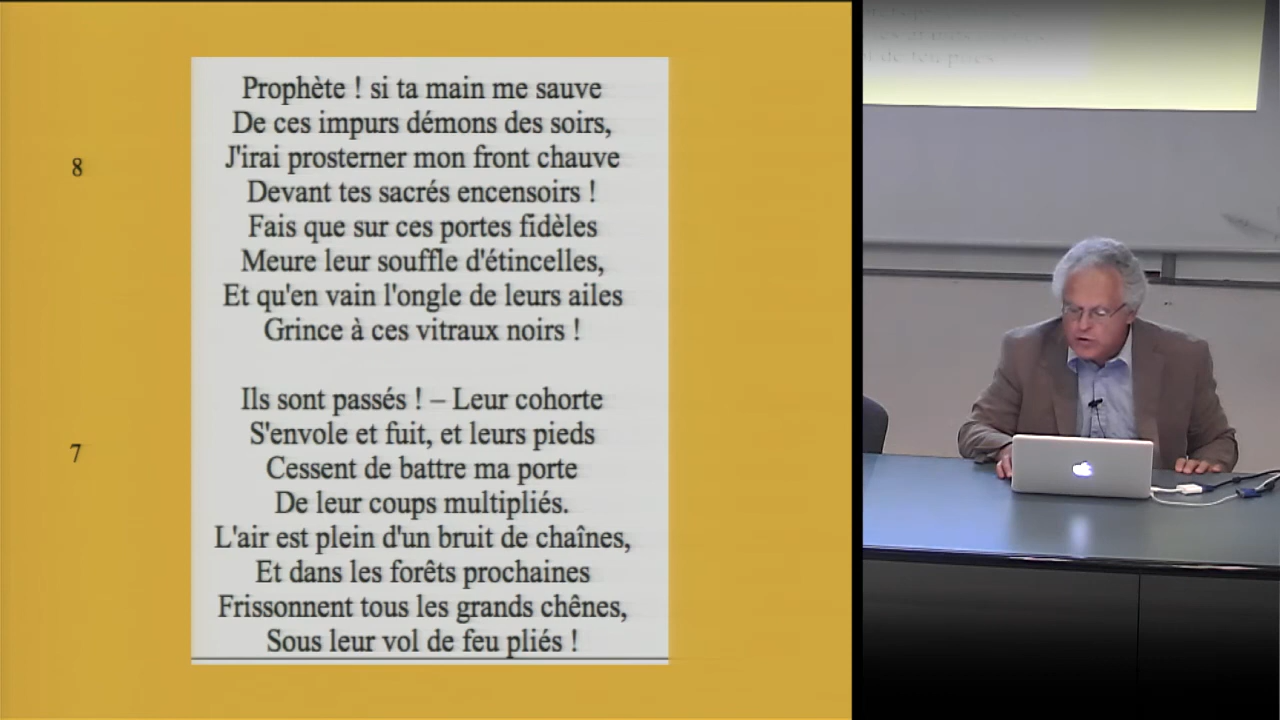 8
Prophète ! si ta main me sauve
De ces impurs démons des soirs,
J'irai prosterner mon front chauve
Devant tes sacrés encensoirs !
Fais que sur ces portes fidèles
Meure leur souffle d'étincelles,
Et qu'en vain l'ongle de leurs ailes
Grince à ces vitraux noirs !
7
Ils sont passés ! – Leur cohorte
S'envole et fuit, et leurs pieds
Cessent de battre ma porte
De leur coups multipliés.
L'air est plein d'un bruit de chaînes,
Et dans les forêts prochaines
Frissonnent tous les grands chênes,
Sous leur vol de feu pliés !